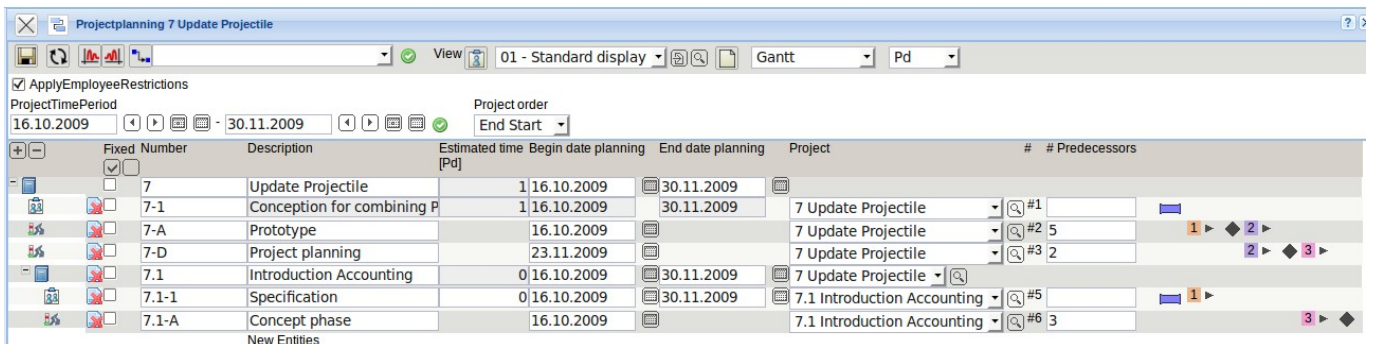 Projectplanning 7 Update Projectile ?
View 01 - Standard display Gantt Pd
ApplyEmployeeRestrictions
ProjectTimePeriod Project order
16.10.2009 - 30.11.2009 End Start
Fixed Number Description Estimated time Begin date planning End date planning Project # # Predecessors
[Pd]
7 Update Projectile 1 16.10.2009 30.11.2009
7-1 Conception for combining P 1 16.10.2009 30.11.2009 7 Update Projectile #1
7-A Prototype 16.10.2009 7 Update Projectile #2 5 1 2
7-D Project planning 23.11.2009 7 Update Projectile #3 2 2 3
7.1 Introduction Accounting 0 16.10.2009 30.11.2009 7 Update Projectile
7.1-1 Specification 0 16.10.2009 30.11.2009 7.1 Introduction Accounting #5 1
7.1-A Concept phase 16.10.2009 7.1 Introduction Accounting #6 3 3
New Entities